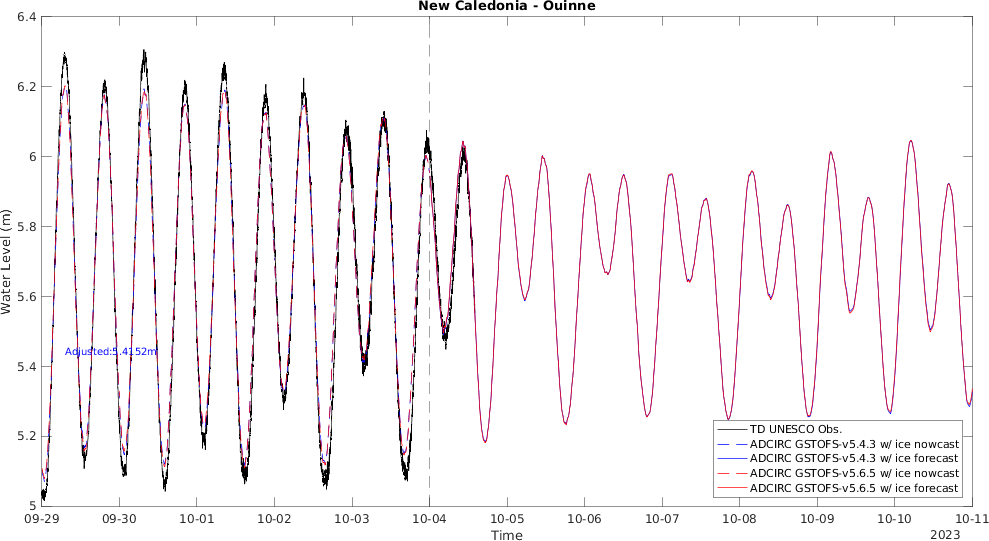 New Caledonia - Ouinne
6.4
6.2
6
5.8
5.6
5.4
5.2
5
Water Level (m)
Adjusted:5.4152m
TD UNESCO Obs.
ADCIRC GSTOFS-v5.4.3 w/ ice nowcast
ADCIRC GSTOFS-v5.4.3 w/ ice forecast
ADCIRC GSTOFS-v5.6.5 w/ ice nowcast
ADCIRC GSTOFS-v5.6.5 w/ ice forecast
09-29 09-30 10-01 10-02 10-03 10-04 10-05 10-06 10-07 10-08 10-09 10-10 10-11
Time
2023